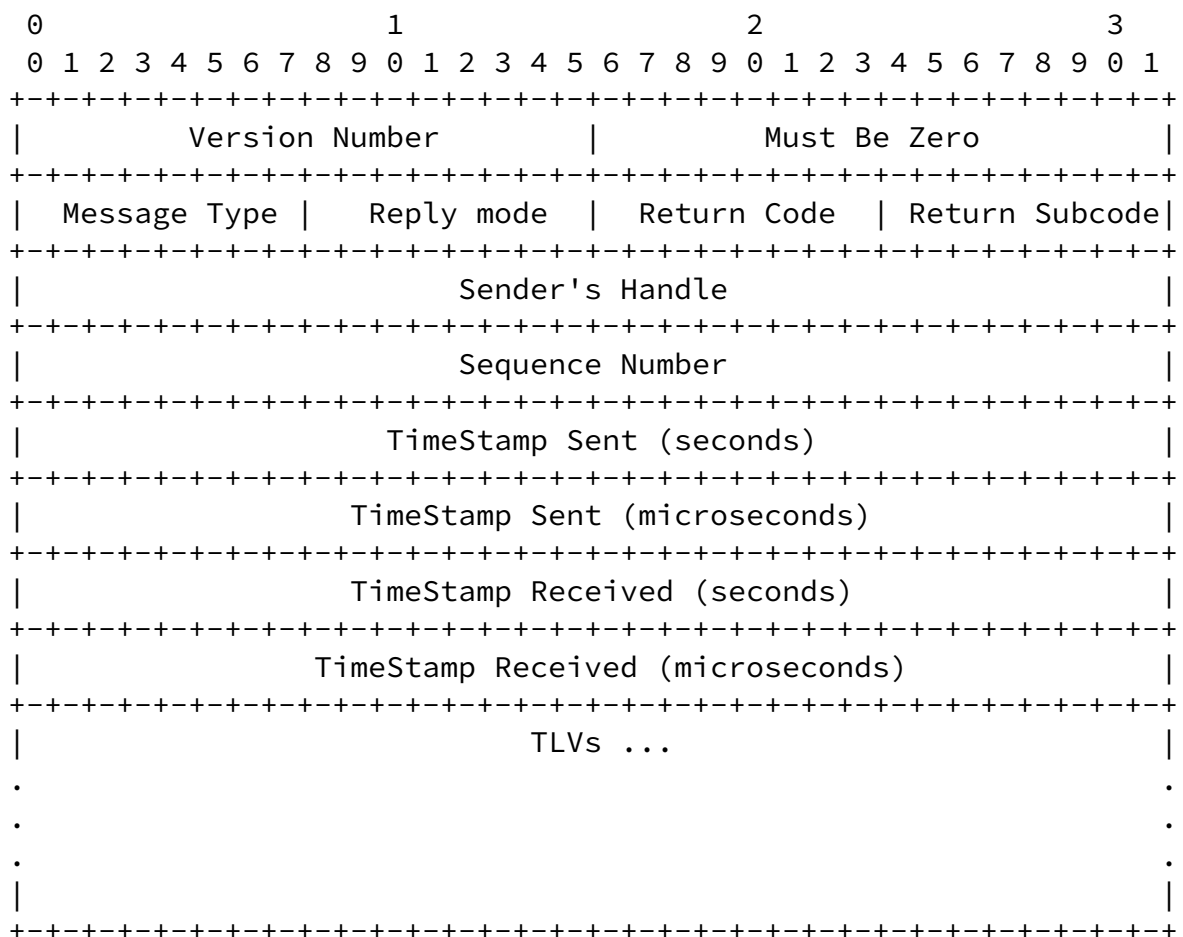 0                   1                   2                   3
 0 1 2 3 4 5 6 7 8 9 0 1 2 3 4 5 6 7 8 9 0 1 2 3 4 5 6 7 8 9 0 1
+-+-+-+-+-+-+-+-+-+-+-+-+-+-+-+-+-+-+-+-+-+-+-+-+-+-+-+-+-+-+-+-+
|         Version Number        |         Must Be Zero          |
+-+-+-+-+-+-+-+-+-+-+-+-+-+-+-+-+-+-+-+-+-+-+-+-+-+-+-+-+-+-+-+-+
|  Message Type |   Reply mode  |  Return Code  | Return Subcode|
+-+-+-+-+-+-+-+-+-+-+-+-+-+-+-+-+-+-+-+-+-+-+-+-+-+-+-+-+-+-+-+-+
|                        Sender's Handle                        |
+-+-+-+-+-+-+-+-+-+-+-+-+-+-+-+-+-+-+-+-+-+-+-+-+-+-+-+-+-+-+-+-+
|                        Sequence Number                        |
+-+-+-+-+-+-+-+-+-+-+-+-+-+-+-+-+-+-+-+-+-+-+-+-+-+-+-+-+-+-+-+-+
|                    TimeStamp Sent (seconds)                   |
+-+-+-+-+-+-+-+-+-+-+-+-+-+-+-+-+-+-+-+-+-+-+-+-+-+-+-+-+-+-+-+-+
|                  TimeStamp Sent (microseconds)                |
+-+-+-+-+-+-+-+-+-+-+-+-+-+-+-+-+-+-+-+-+-+-+-+-+-+-+-+-+-+-+-+-+
|                  TimeStamp Received (seconds)                 |
+-+-+-+-+-+-+-+-+-+-+-+-+-+-+-+-+-+-+-+-+-+-+-+-+-+-+-+-+-+-+-+-+
|                TimeStamp Received (microseconds)              |
+-+-+-+-+-+-+-+-+-+-+-+-+-+-+-+-+-+-+-+-+-+-+-+-+-+-+-+-+-+-+-+-+
|                            TLVs ...                           |
.                                                               .
.                                                               .
.                                                               .
|                                                               |
+-+-+-+-+-+-+-+-+-+-+-+-+-+-+-+-+-+-+-+-+-+-+-+-+-+-+-+-+-+-+-+-+